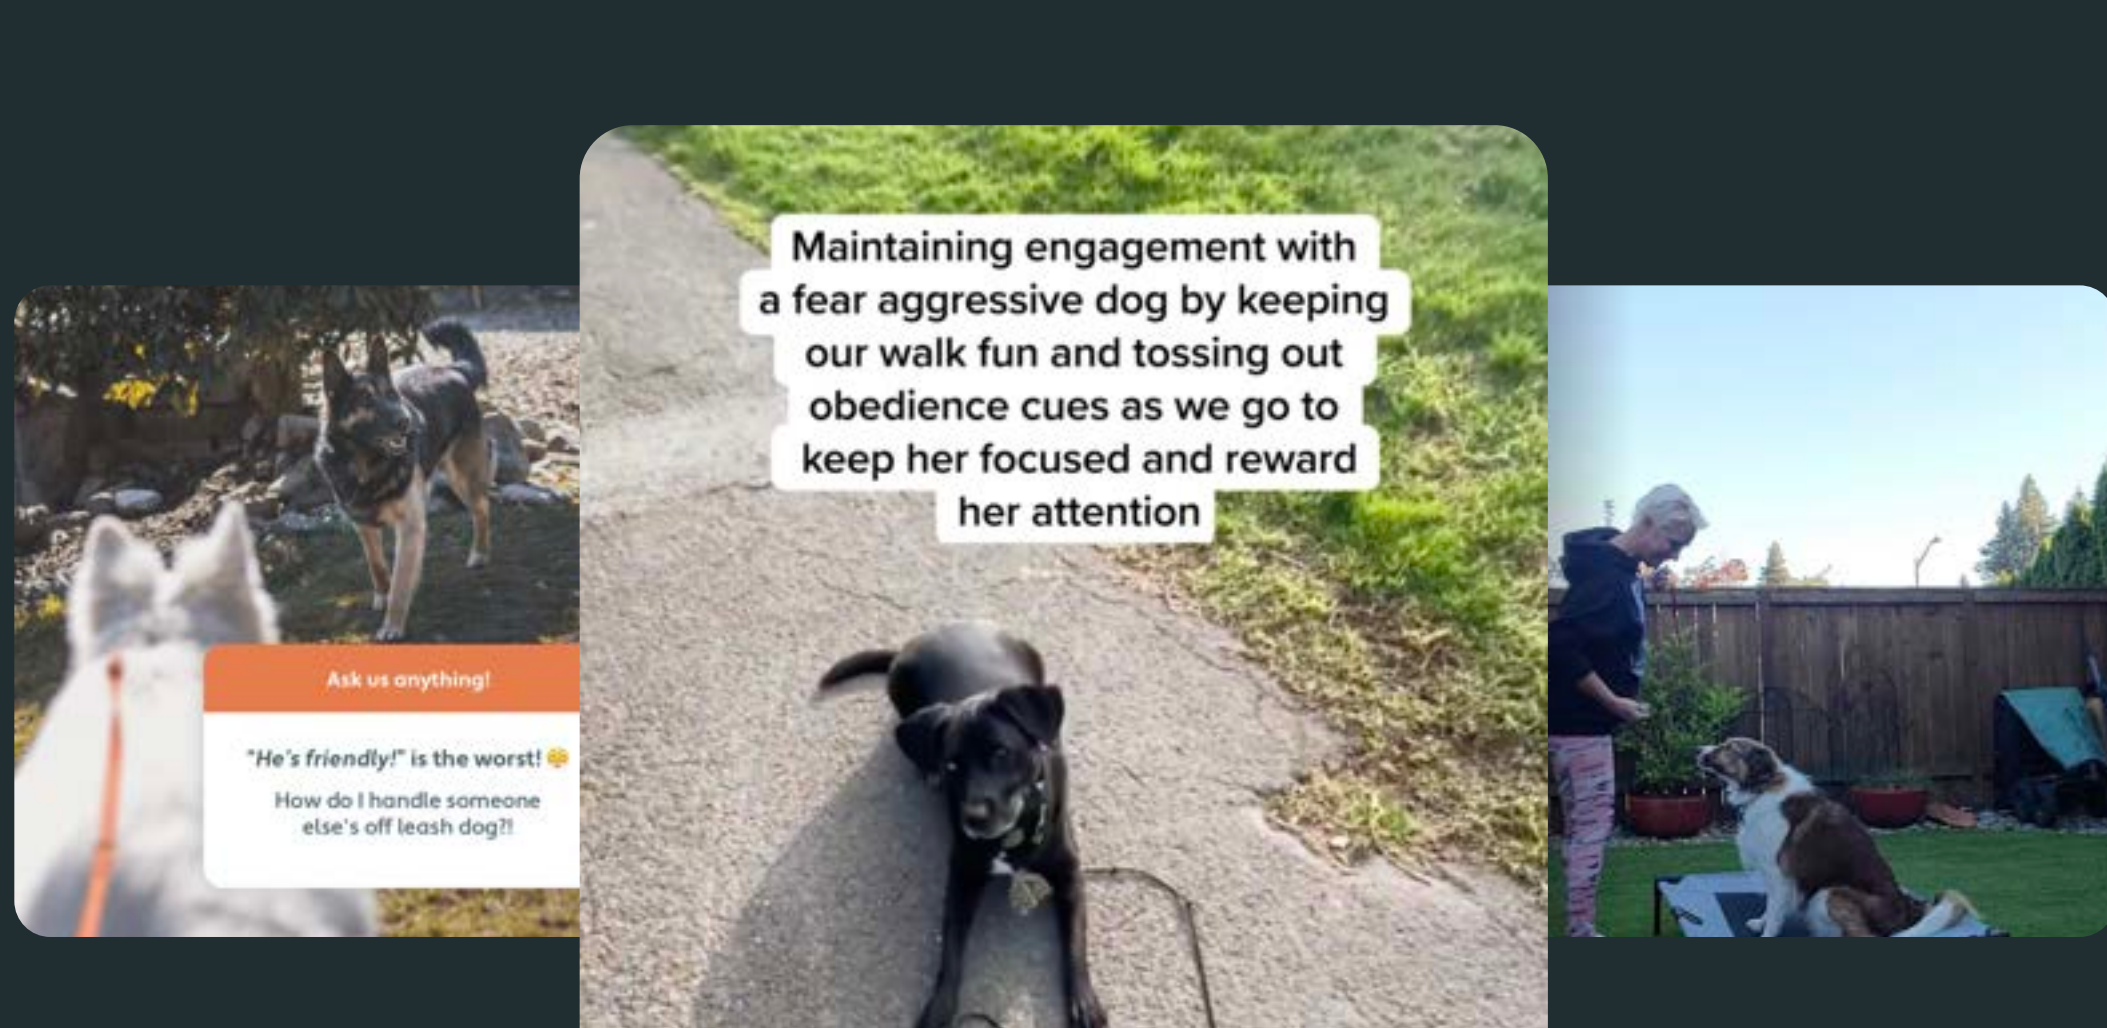 Maintaining engagement with
a fear aggressive dog by keeping
our walk fun and tossing out
obedience cues as we go to
keep her focused and reward
her attention
Ask us anything!
"He's friendly!" is the worst! 😳
How do I handle someone
else's off leash dog?!